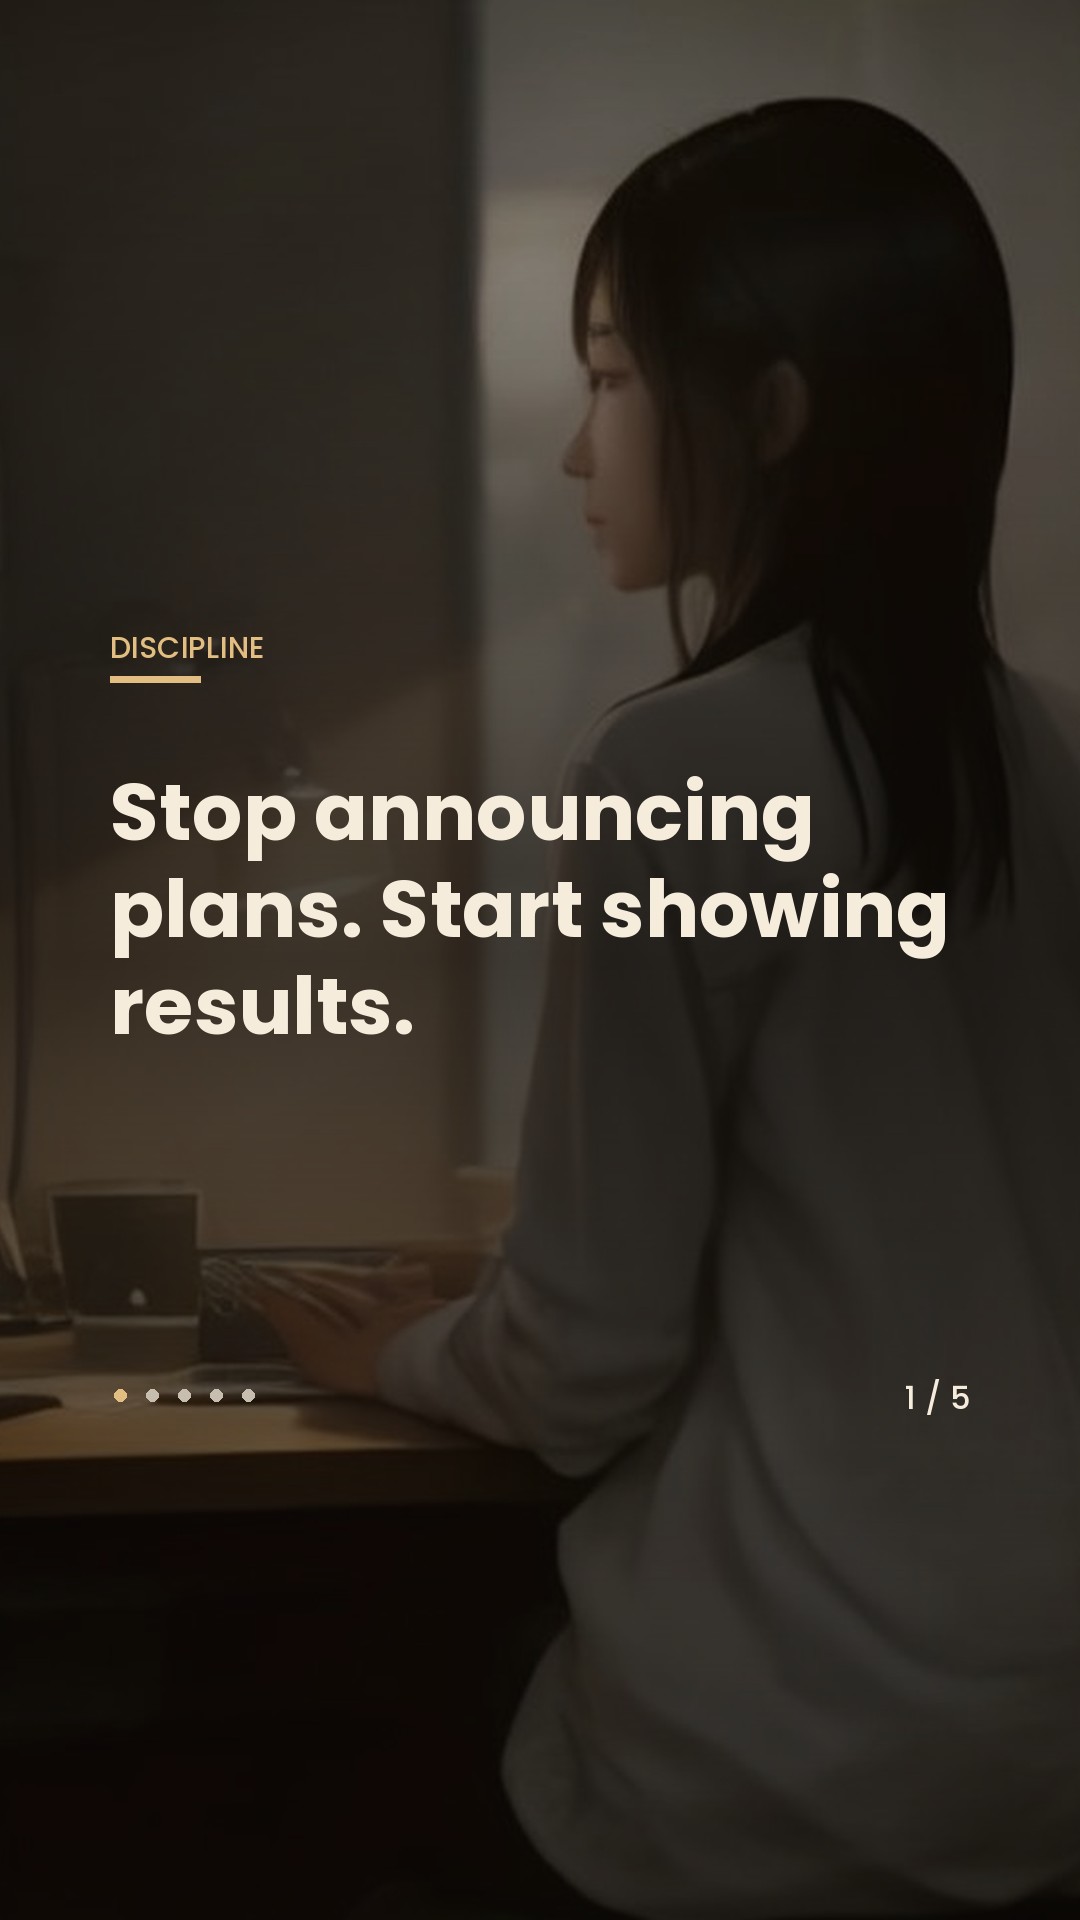 DISCIPLINE
Stop announcing
plans. Start showing
results.
1 / 5